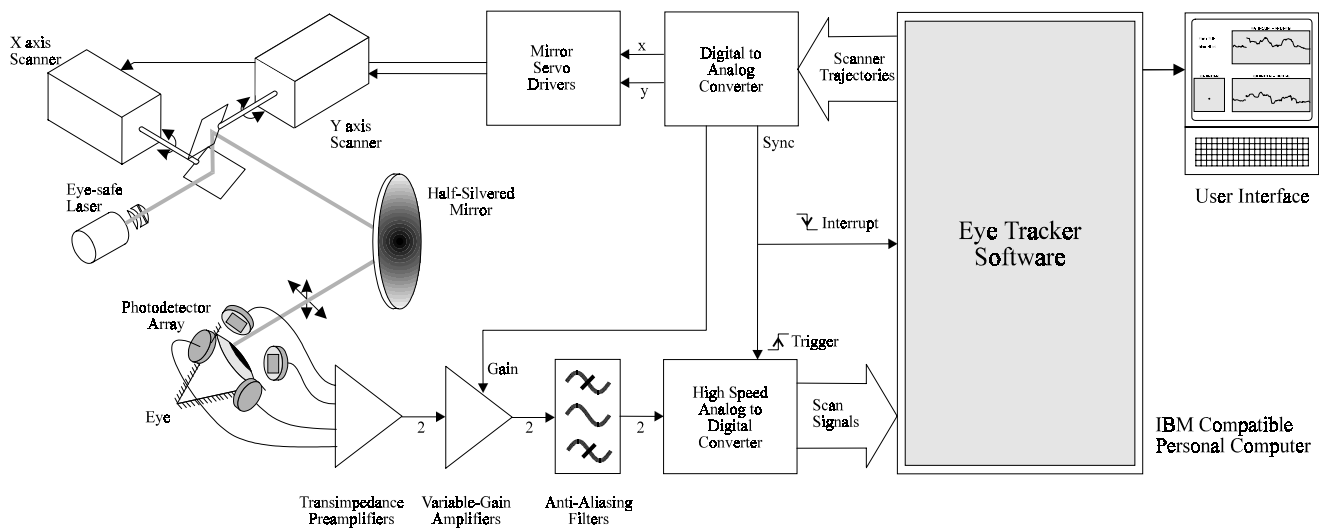 X axis
Scanner
Y axis
Scanner
Mirror
Servo
Drivers
x
y
Digital to
Analog
Converter
Scanner
Trajectories
Sync
User Interface
Eye-safe
Laser
Half-Silvered
Mirror
Interrupt
Eye Tracker
Software
Photodetector
Array
Eye
Gain
Trigger
2
2
2
High Speed
Analog to
Digital
Converter
Scan
Signals
IBM Compatible
Personal Computer
Transimpedance
Preamplifiers
Variable-Gain
Amplifiers
Anti-Aliasing
Filters